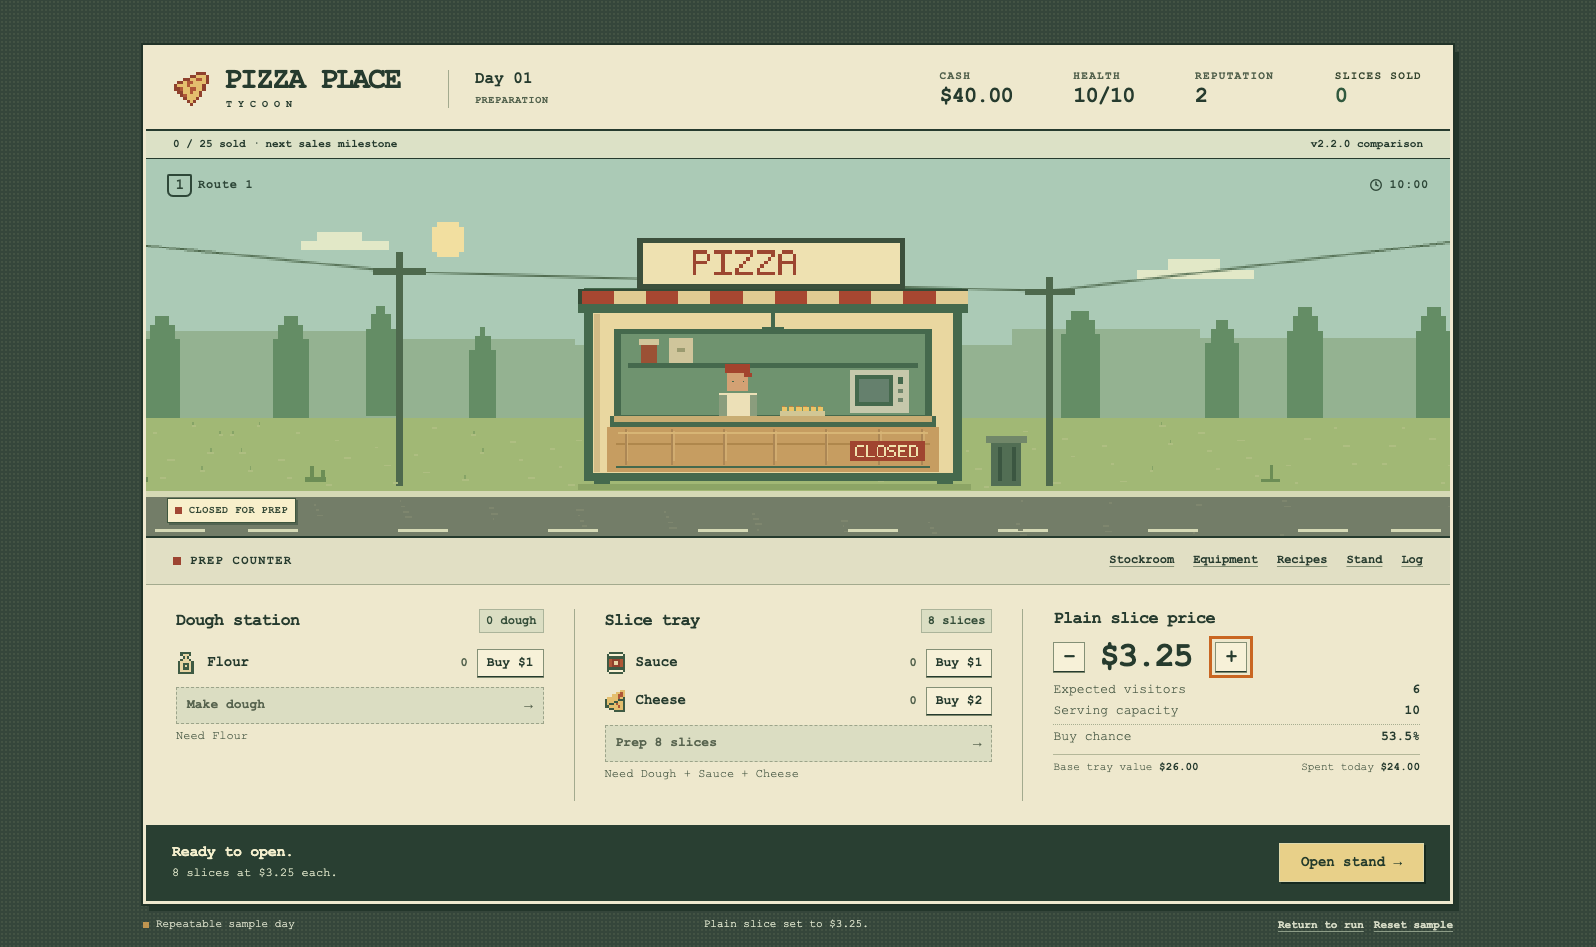 PIZZA PLACE
TYCOON
Day 01
PREPARATION
CASH
$40.00
HEALTH
10/10
REPUTATION
2
SLICES SOLD
0
0 / 25 sold · next sales milestone
v2.2.0 comparison
1 Route 1
10:00
PIZZA
CLOSED
CLOSED FOR PREP
PREP COUNTER
Stockroom Equipment Recipes Stand Log
Dough station
0 dough
Flour 0 Buy $1
Make dough →
Need Flour
Slice tray
8 slices
Sauce 0 Buy $1
Cheese 0 Buy $2
Prep 8 slices →
Need Dough + Sauce + Cheese
Plain slice price
− $3.25 +
Expected visitors 6
Serving capacity 10
Buy chance 53.5%
Base tray value $26.00 Spent today $24.00
Ready to open.
8 slices at $3.25 each.
Open stand →
Repeatable sample day
Plain slice set to $3.25.
Return to run Reset sample